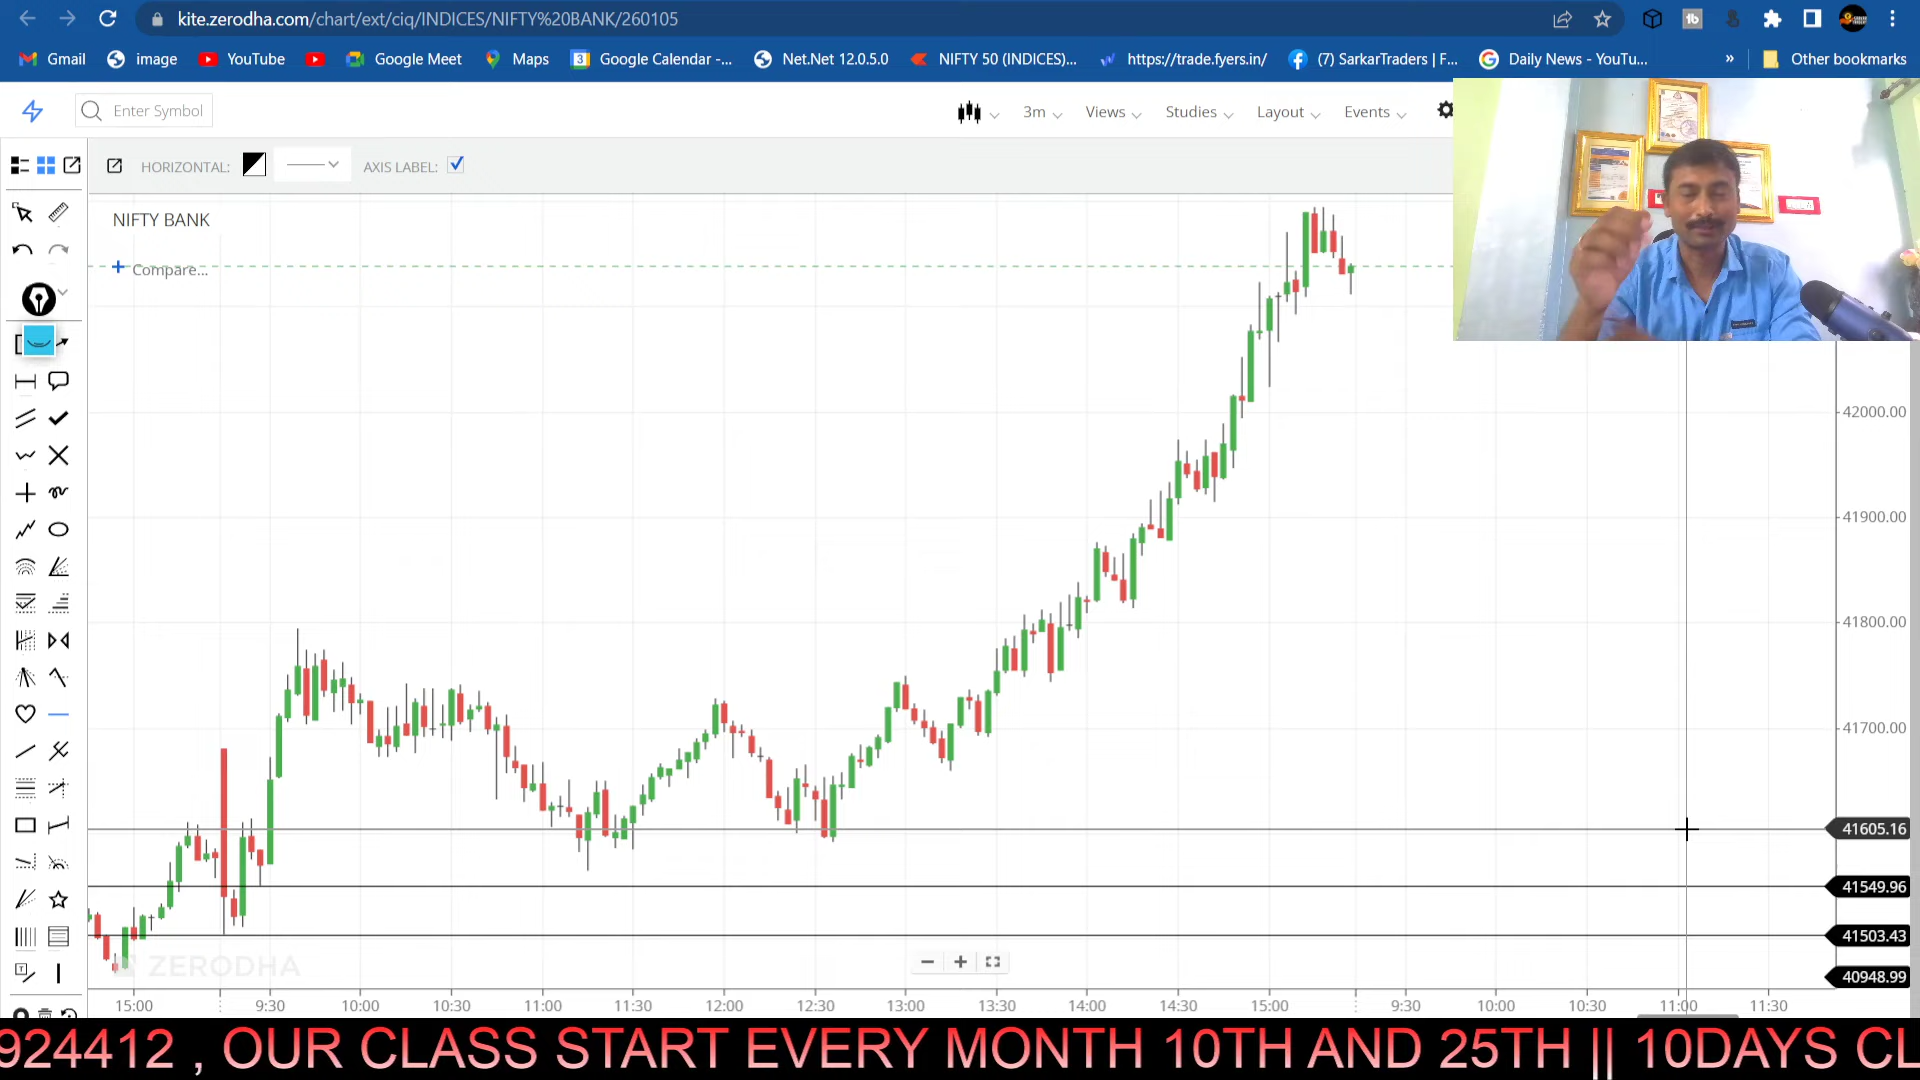 kite.zerodha.com/chart/ext/ciq/INDICES/NIFTY%20BANK/260105
Gmail image YouTube Google Meet Maps 3 Google Calendar -... Net.Net 12.0.5.0 NIFTY 50 (INDICES)... https://trade.fyers.in/ (7) SarkarTraders | F... Daily News - YouTu... » Other bookmarks
Enter Symbol 3m Views Studies Layout Events
HORIZONTAL: AXIS LABEL:
NIFTY BANK
+ Compare...
42000.00
41900.00
41800.00
41700.00
41605.16
41549.96
41503.43
40948.99
ZERODHA
15:00 9:30 10:00 10:30 11:00 11:30 12:00 12:30 13:00 13:30 14:00 14:30 15:00 9:30 10:00 10:30 11:00 11:30
924412 , OUR CLASS START EVERY MONTH 10TH AND 25TH || 10DAYS CL